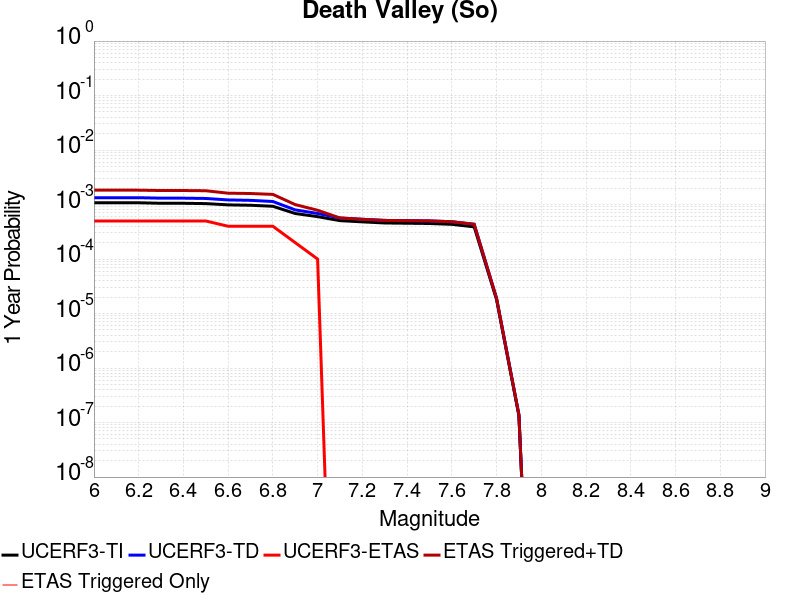 Death Valley (So)
10^0
10^-1
10^-2
10^-3
10^-4
10^-5
10^-6
10^-7
10^-8
1 Year Probability
6 6.2 6.4 6.6 6.8 7 7.2 7.4 7.6 7.8 8 8.2 8.4 8.6 8.8 9
Magnitude
UCERF3-TI UCERF3-TD UCERF3-ETAS ETAS Triggered+TD
ETAS Triggered Only